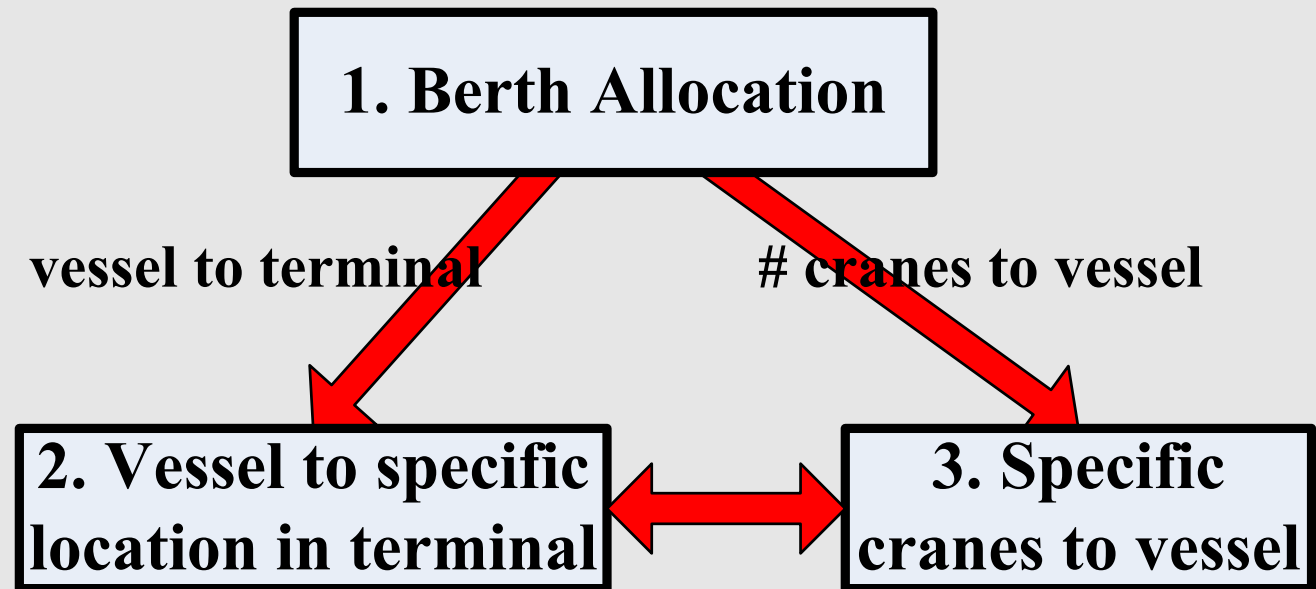 1. Berth Allocation
vessel to terminal
# cranes to vessel
2. Vessel to specific
location in terminal
3. Specific
cranes to vessel